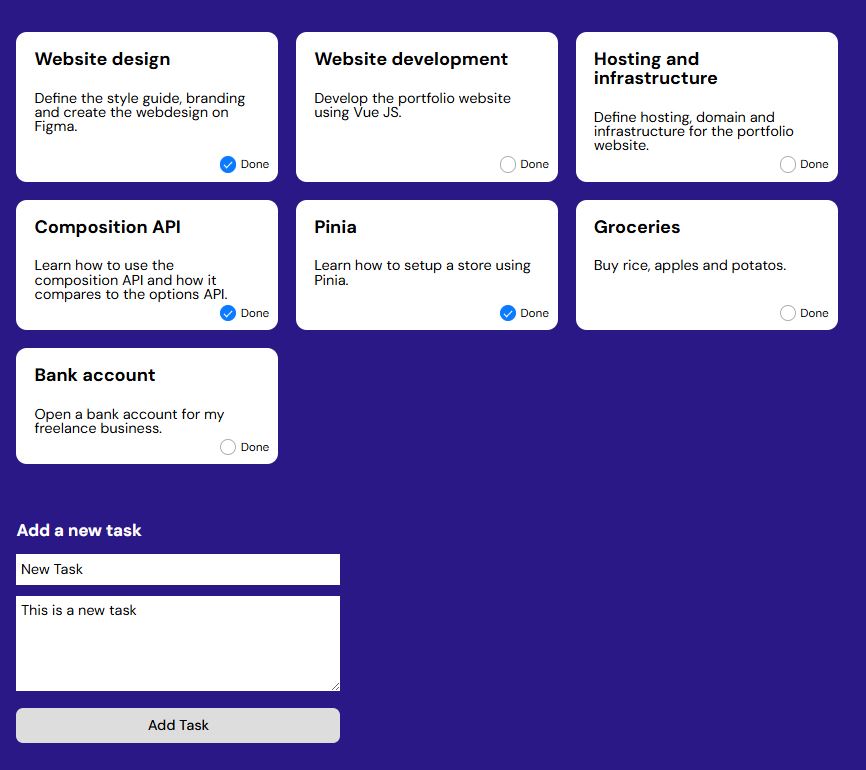 Website design
Define the style guide, branding
and create the webdesign on
Figma.
Done
Website development
Develop the portfolio website
using Vue JS.
Done
Hosting and
infrastructure
Define hosting, domain and
infrastructure for the portfolio
website.
Done
Composition API
Learn how to use the
composition API and how it
compares to the options API.
Done
Pinia
Learn how to setup a store using
Pinia.
Done
Groceries
Buy rice, apples and potatos.
Done
Bank account
Open a bank account for my
freelance business.
Done
Add a new task
New Task
This is a new task
Add Task